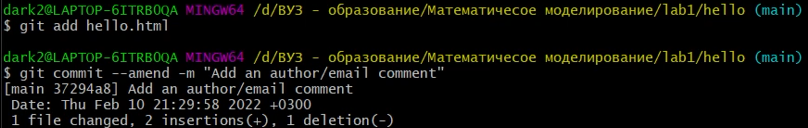 dark2@LAPTOP-6ITRB0QA MINGW64 /d/ВУЗ - образование/Математичесое моделирование/lab1/hello (main)
$ git add hello.html
dark2@LAPTOP-6ITRB0QA MINGW64 /d/ВУЗ - образование/Математичесое моделирование/lab1/hello (main)
$ git commit --amend -m "Add an author/email comment"
[main 37294a8] Add an author/email comment
Date: Thu Feb 10 21:29:58 2022 +0300
1 file changed, 2 insertions(+), 1 deletion(-)